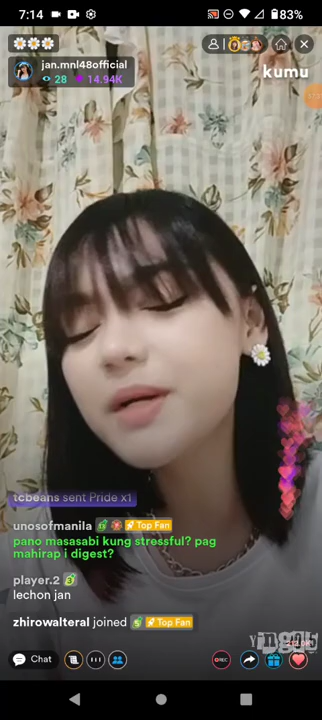 7:14
83%
jan.mnl48official
28
14.94K
kumu
tcbeans sent Pride x1
unosofmanila Top Fan
pano masasabi kung stressful? pag
mahirap i digest?
player.2
lechon jan
zhirowalteral joined Top Fan
Chat
REC